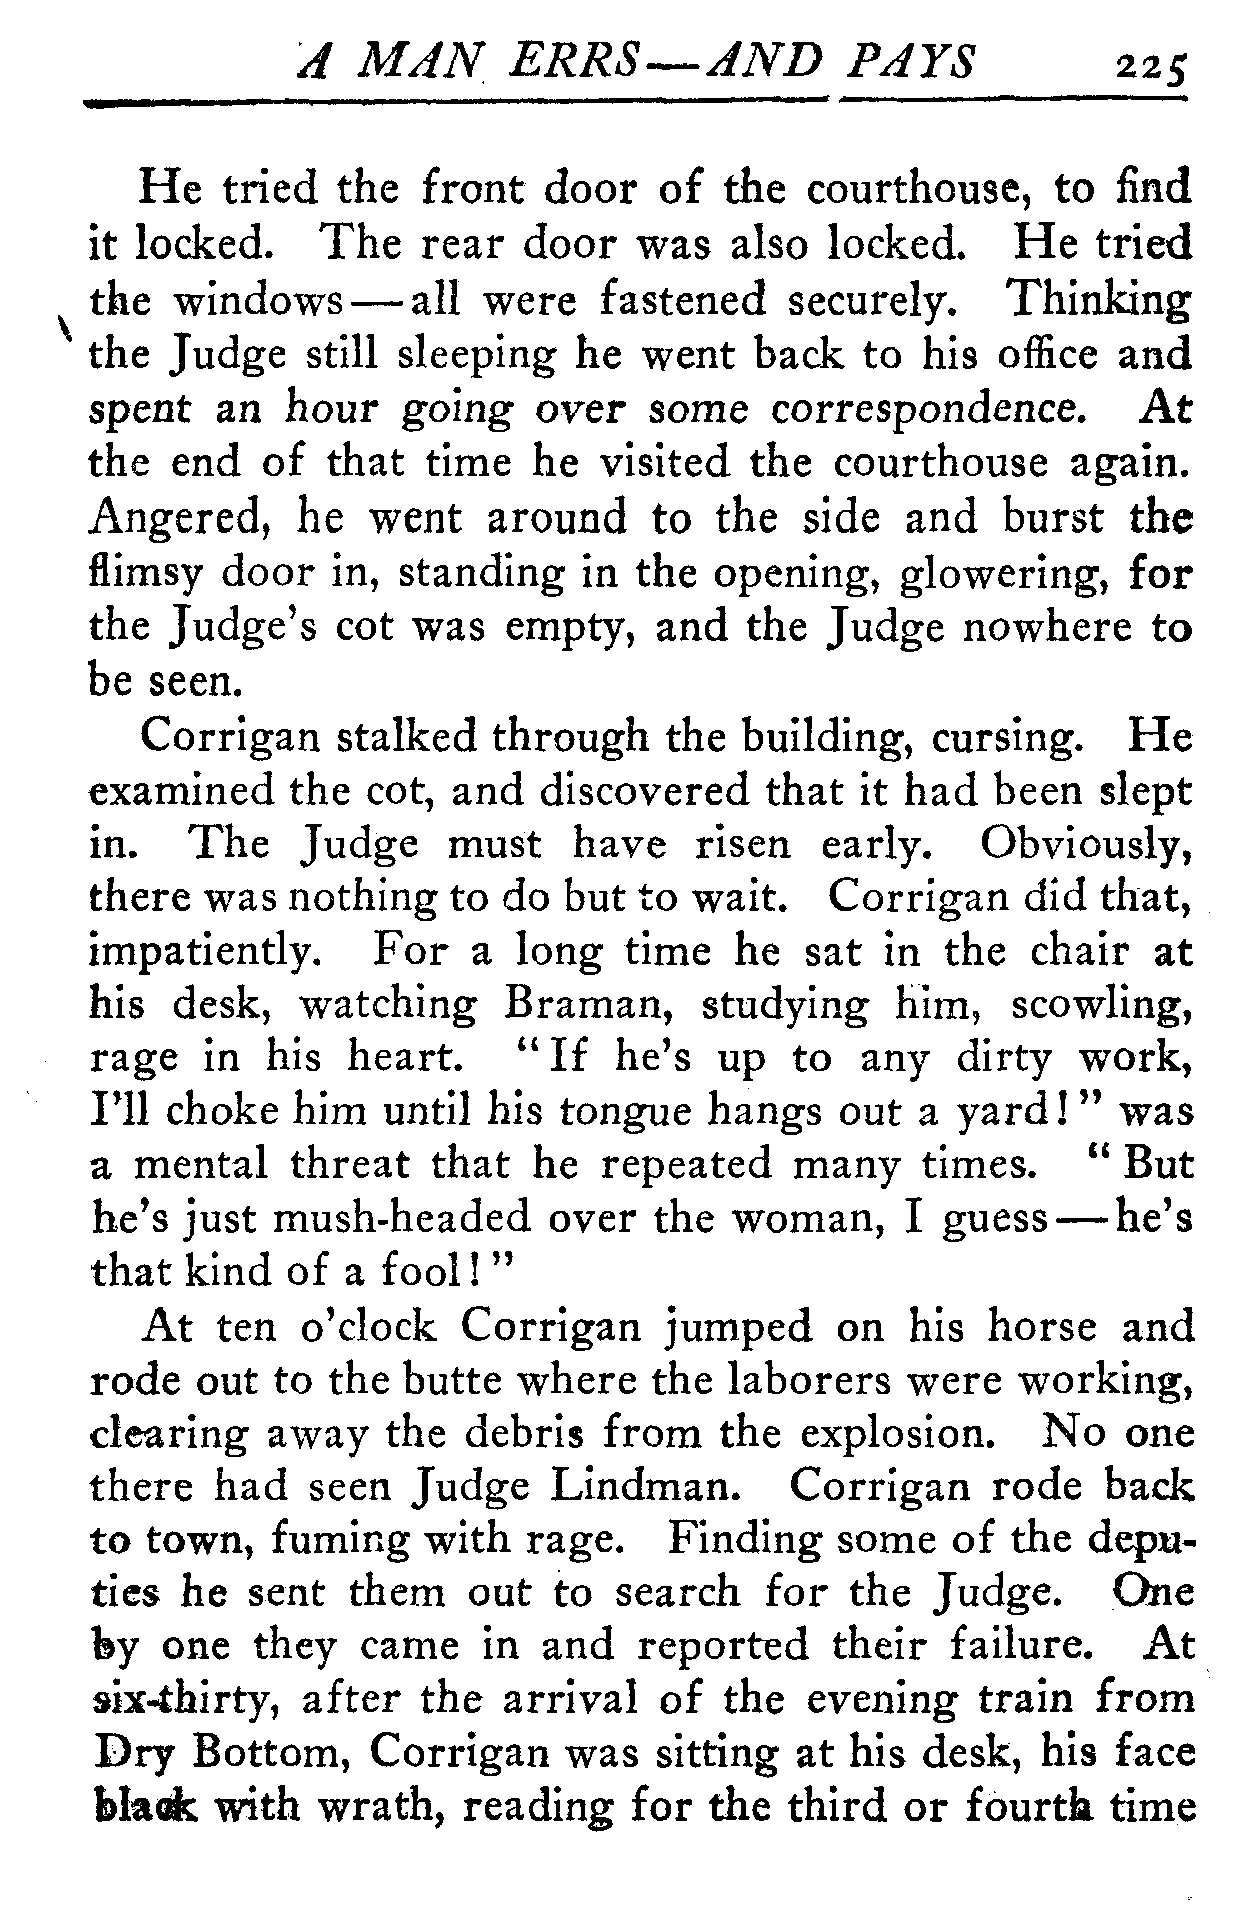 A MAN ERRS—AND PAYS 225
He tried the front door of the courthouse, to find
it locked. The rear door was also locked. He tried
the windows—all were fastened securely. Thinking
the Judge still sleeping he went back to his office and
spent an hour going over some correspondence. At
the end of that time he visited the courthouse again.
Angered, he went around to the side and burst the
flimsy door in, standing in the opening, glowering, for
the Judge's cot was empty, and the Judge nowhere to
be seen.
Corrigan stalked through the building, cursing. He
examined the cot, and discovered that it had been slept
in. The Judge must have risen early. Obviously,
there was nothing to do but to wait. Corrigan did that,
impatiently. For a long time he sat in the chair at
his desk, watching Braman, studying him, scowling,
rage in his heart. "If he's up to any dirty work,
I'll choke him until his tongue hangs out a yard!" was
a mental threat that he repeated many times. "But
he's just mush-headed over the woman, I guess—he's
that kind of a fool!"
At ten o'clock Corrigan jumped on his horse and
rode out to the butte where the laborers were working,
clearing away the debris from the explosion. No one
there had seen Judge Lindman. Corrigan rode back
to town, fuming with rage. Finding some of the depu-
ties he sent them out to search for the Judge. One
by one they came in and reported their failure. At
six-thirty, after the arrival of the evening train from
Dry Bottom, Corrigan was sitting at his desk, his face
black with wrath, reading for the third or fourth time